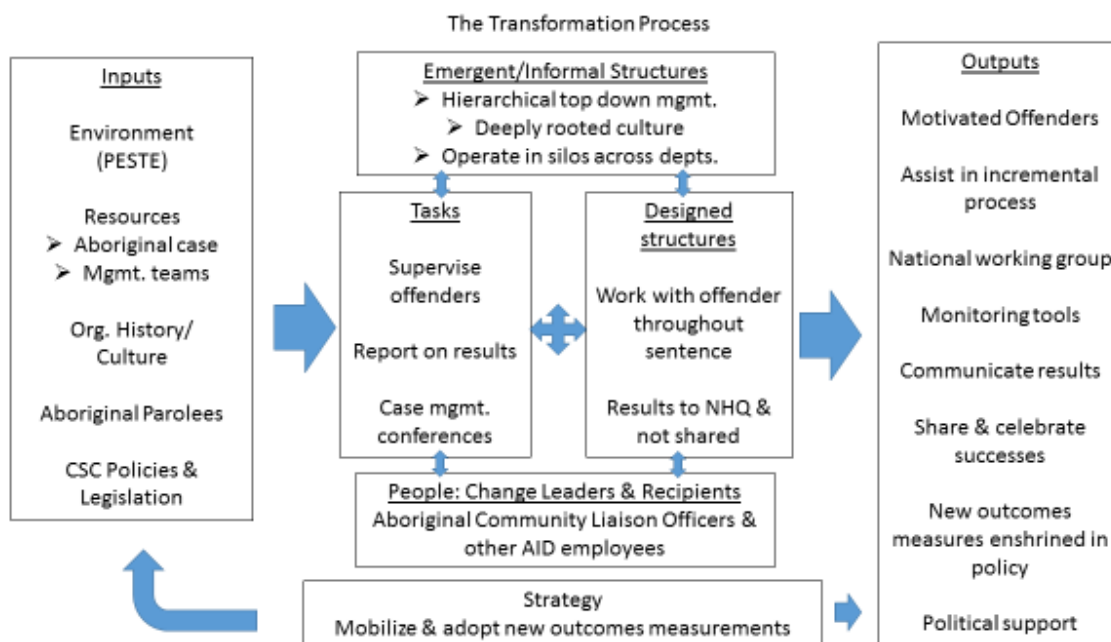 The Transformation Process
Inputs
Environment
(PESTE)
Resources
➢ Aboriginal case
➢ Mgmt. teams
Org. History/
Culture
Aboriginal Parolees
CSC Policies &
Legislation
Emergent/Informal Structures
➢ Hierarchical top down mgmt.
➢ Deeply rooted culture
➢ Operate in silos across depts.
Tasks
Supervise
offenders
Report on results
Case mgmt.
conferences
Designed
structures
Work with offender
throughout
sentence
Results to NHQ &
not shared
People: Change Leaders & Recipients
Aboriginal Community Liaison Officers &
other AID employees
Strategy
Mobilize & adopt new outcomes measurements
Outputs
Motivated Offenders
Assist in incremental
process
National working group
Monitoring tools
Communicate results
Share & celebrate
successes
New outcomes
measures enshrined in
policy
Political support